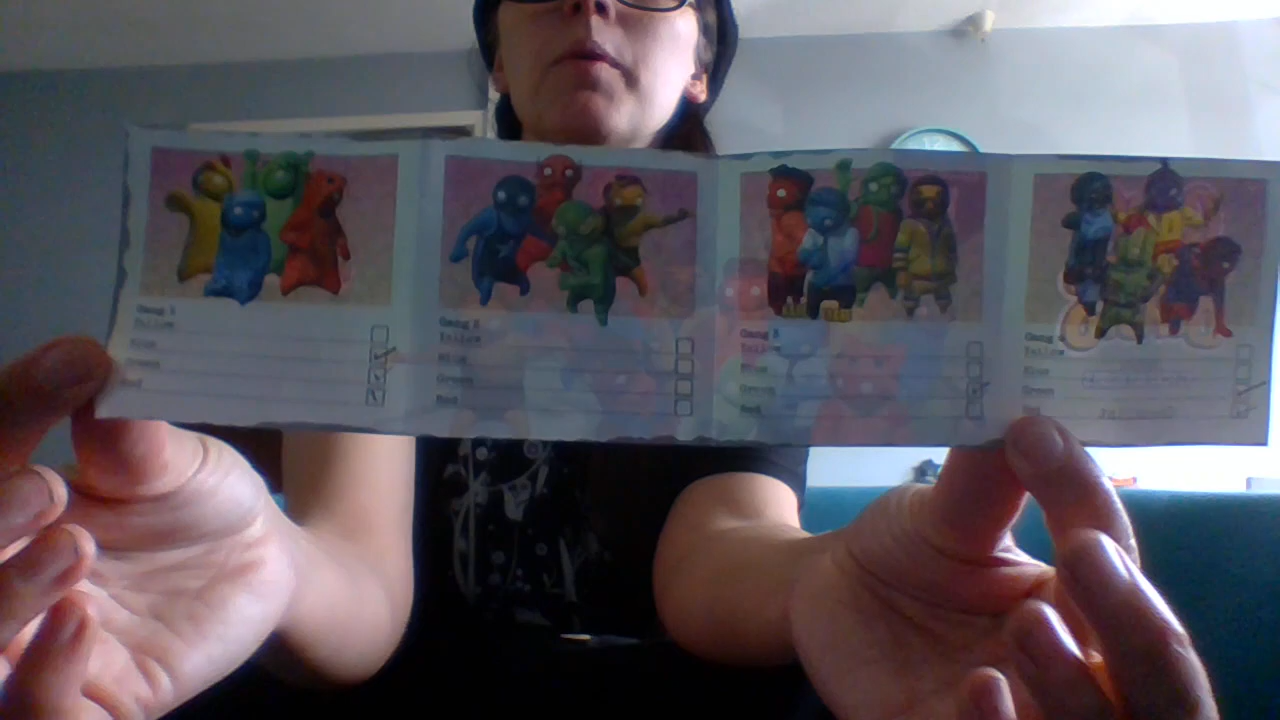 Gang 1
Yellow
Blue
Green
Red
Gang 2
Yellow
Blue
Green
Red
Gang 3
Yellow
Blue
Green
Red
Yellow
Blue
Green